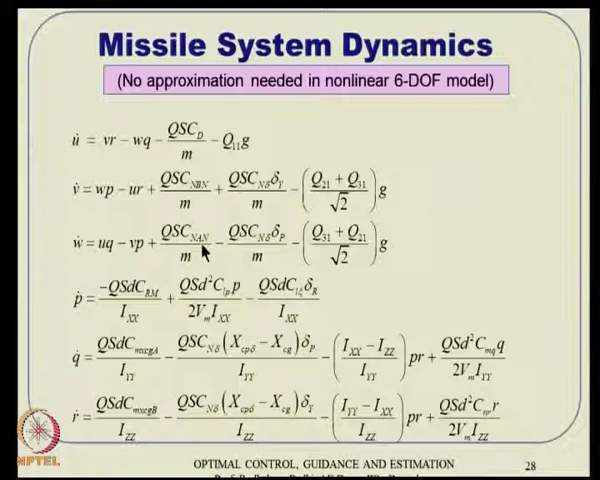 Missile System Dynamics
(No approximation needed in nonlinear 6-DOF model)
u̇ = vr − wq − QSC_D / m − Q₁₁g
v̇ = wp − ur + QSC_NBN / m + QSC_Nδ δ_Y / m − ((Q₂₁ + Q₃₁) / √2) g
ẇ = uq − vp + QSC_NAN / m − QSC_Nδ δ_P / m − ((Q₃₁ + Q₂₁) / √2) g
ṗ = −QSdC_RM / I_XX + QSd²C_lp p / 2V_m I_XX − QSdC_lξ δ_R / I_XX
q̇ = QSdC_mxcgA / I_YY − QSC_Nδ (X_cpδ − X_cg) δ_P / I_YY − ((I_XX − I_ZZ) / I_YY) pr + QSd²C_mq q / 2V_m I_YY
ṙ = QSdC_mxcgB / I_ZZ − QSC_Nδ (X_cpδ − X_cg) δ_Y / I_ZZ − ((I_YY − I_XX) / I_ZZ) pr + QSd²C_nr r / 2V_m I_ZZ
NPTEL
OPTIMAL CONTROL, GUIDANCE AND ESTIMATION
28